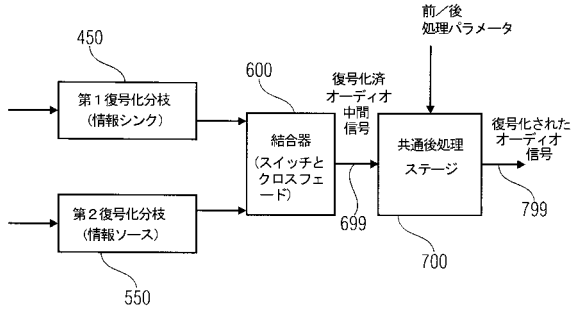 前／後
処理パラメータ
450
第１復号化分枝
(情報シンク)
600
結合器
(スイッチと
クロスフェ
ード)
復号化済
オーディオ
中間
信号
699
共通後処理
ステージ
700
復号化された
オーディオ
信号
799
第２復号化分枝
(情報ソース)
550